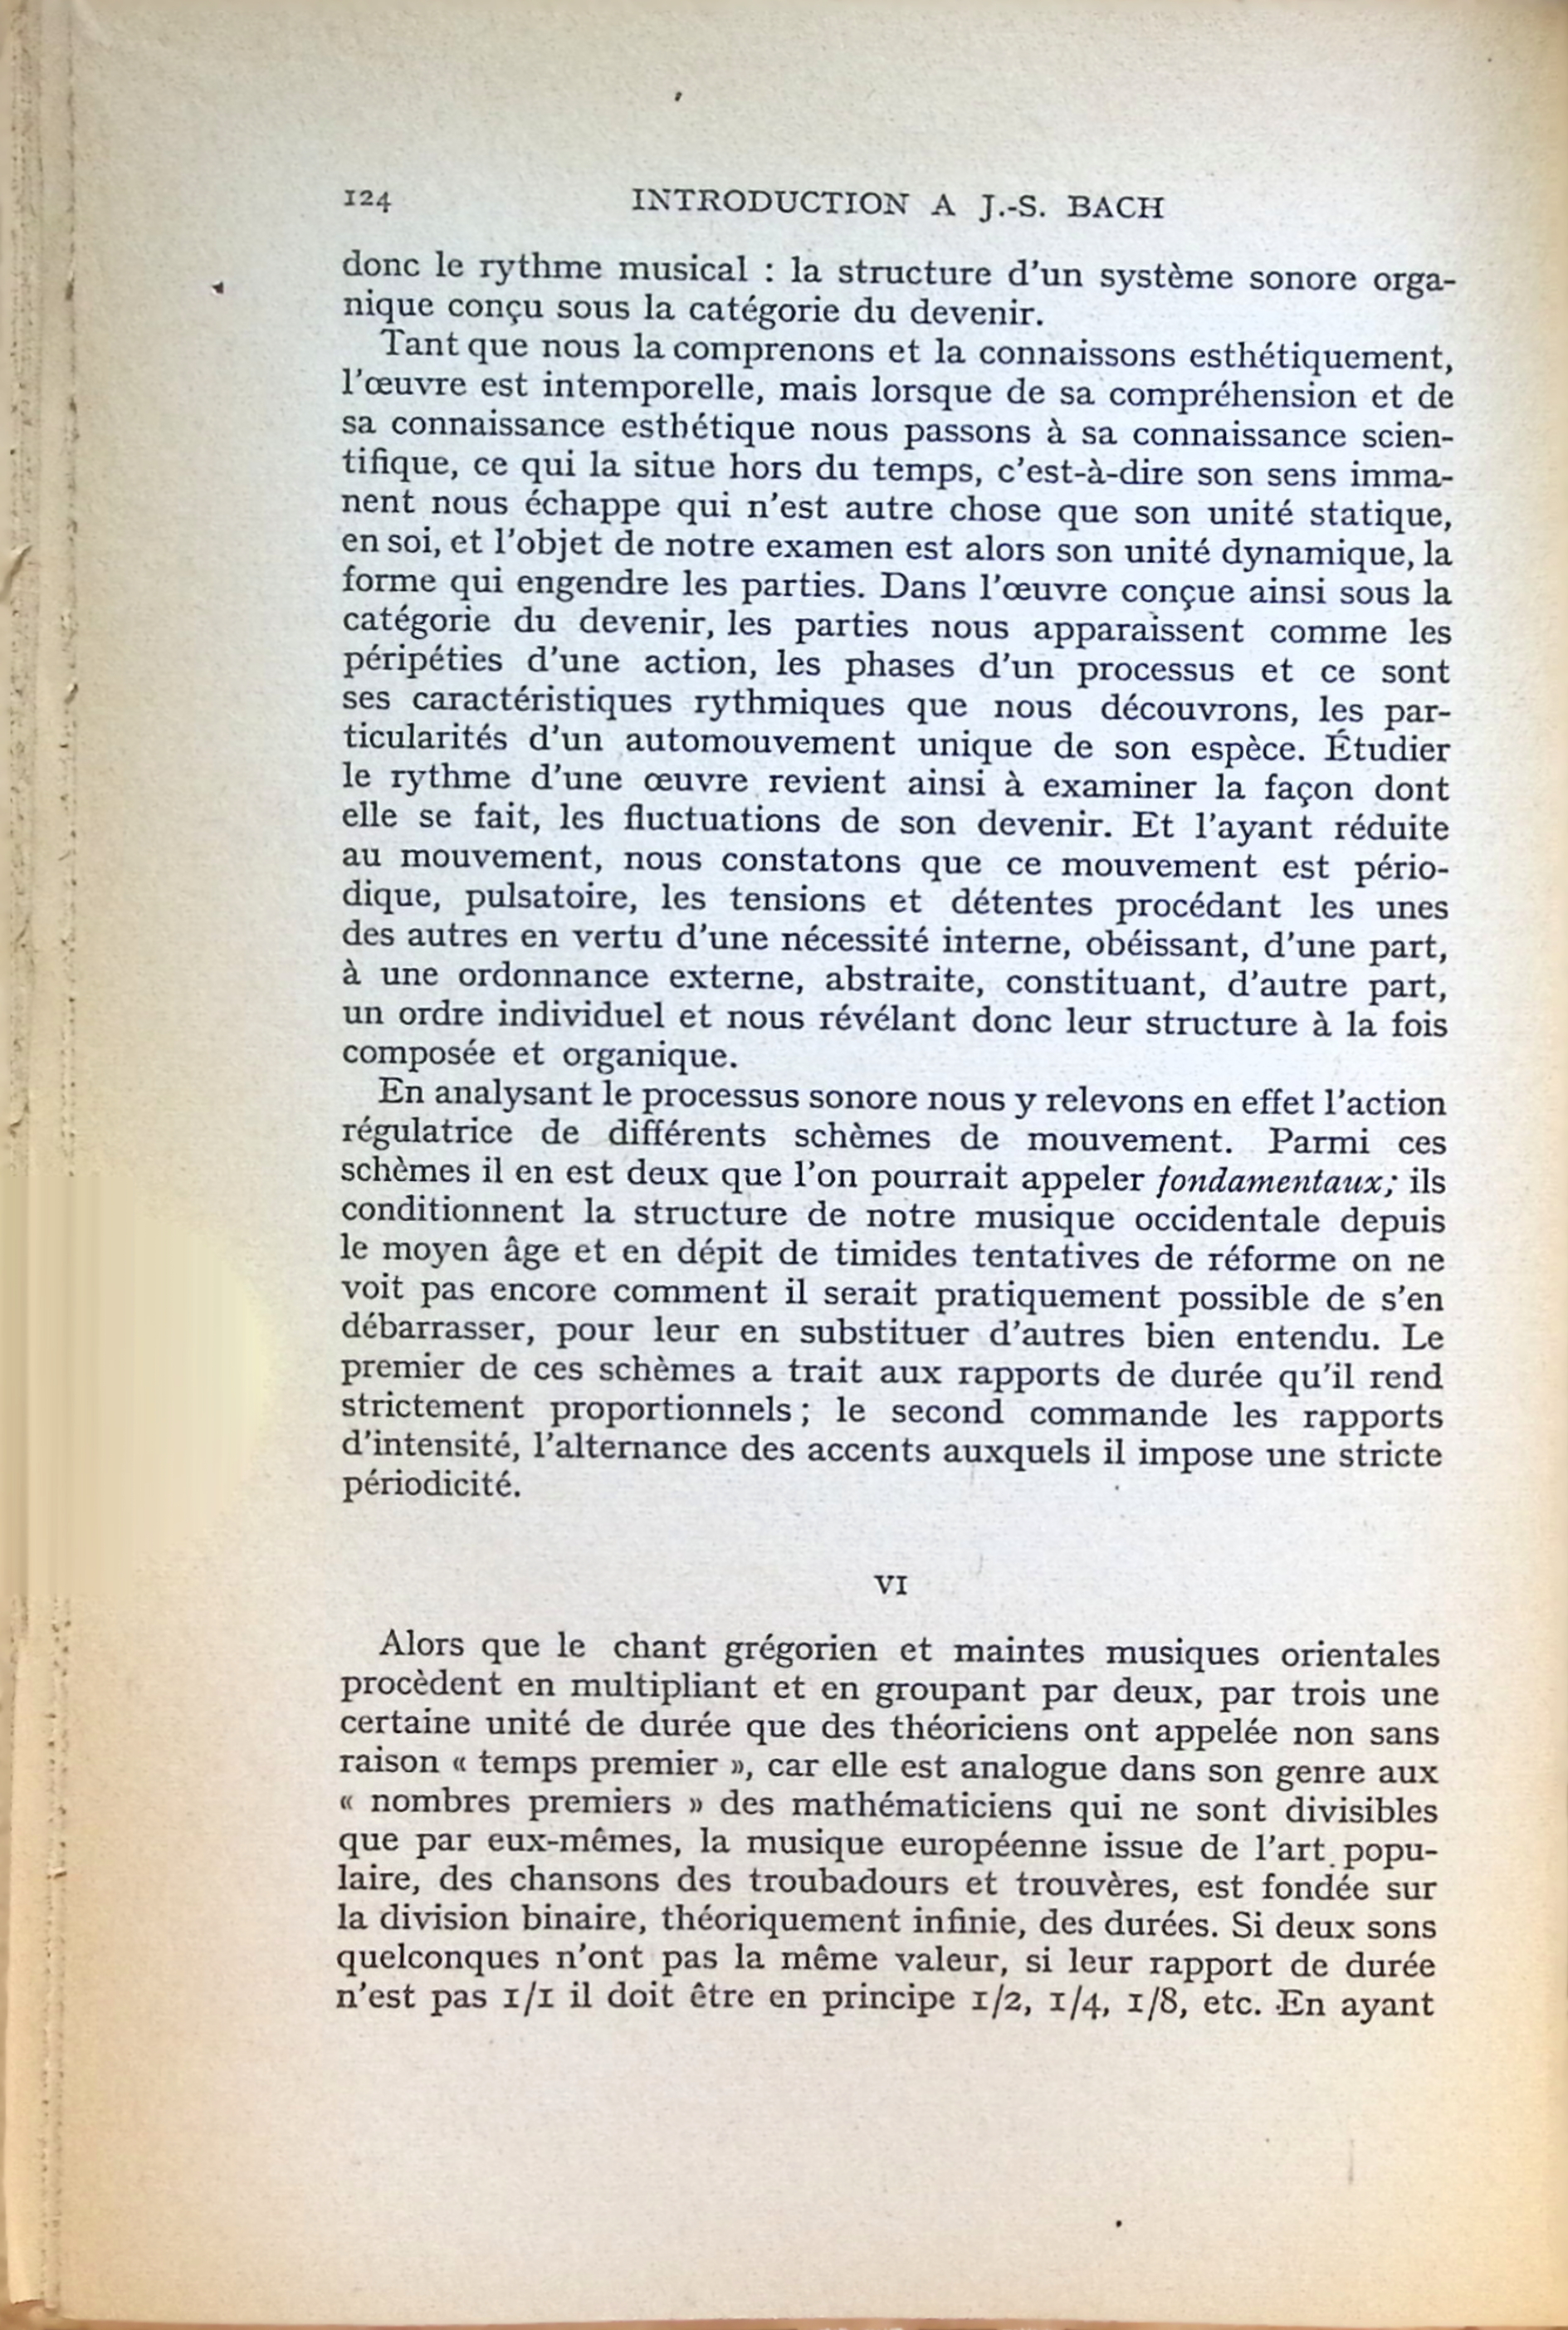 124 INTRODUCTION A J.-S. BACH
donc le rythme musical : la structure d'un système sonore orga-
nique conçu sous la catégorie du devenir.
Tant que nous la comprenons et la connaissons esthétiquement,
l'œuvre est intemporelle, mais lorsque de sa compréhension et de
sa connaissance esthétique nous passons à sa connaissance scien-
tifique, ce qui la situe hors du temps, c'est-à-dire son sens imma-
nent nous échappe qui n'est autre chose que son unité statique,
en soi, et l'objet de notre examen est alors son unité dynamique, la
forme qui engendre les parties. Dans l'œuvre conçue ainsi sous la
catégorie du devenir, les parties nous apparaissent comme les
péripéties d'une action, les phases d'un processus et ce sont
ses caractéristiques rythmiques que nous découvrons, les par-
ticularités d'un automouvement unique de son espèce. Étudier
le rythme d'une œuvre revient ainsi à examiner la façon dont
elle se fait, les fluctuations de son devenir. Et l'ayant réduite
au mouvement, nous constatons que ce mouvement est pério-
dique, pulsatoire, les tensions et détentes procédant les unes
des autres en vertu d'une nécessité interne, obéissant, d'une part,
à une ordonnance externe, abstraite, constituant, d'autre part,
un ordre individuel et nous révélant donc leur structure à la fois
composée et organique.
En analysant le processus sonore nous y relevons en effet l'action
régulatrice de différents schèmes de mouvement. Parmi ces
schèmes il en est deux que l'on pourrait appeler fondamentaux; ils
conditionnent la structure de notre musique occidentale depuis
le moyen âge et en dépit de timides tentatives de réforme on ne
voit pas encore comment il serait pratiquement possible de s'en
débarrasser, pour leur en substituer d'autres bien entendu. Le
premier de ces schèmes a trait aux rapports de durée qu'il rend
strictement proportionnels ; le second commande les rapports
d'intensité, l'alternance des accents auxquels il impose une stricte
périodicité.
VI
Alors que le chant grégorien et maintes musiques orientales
procèdent en multipliant et en groupant par deux, par trois une
certaine unité de durée que des théoriciens ont appelée non sans
raison « temps premier », car elle est analogue dans son genre aux
« nombres premiers » des mathématiciens qui ne sont divisibles
que par eux-mêmes, la musique européenne issue de l'art popu-
laire, des chansons des troubadours et trouvères, est fondée sur
la division binaire, théoriquement infinie, des durées. Si deux sons
quelconques n'ont pas la même valeur, si leur rapport de durée
n'est pas 1/1 il doit être en principe 1/2, 1/4, 1/8, etc. En ayant